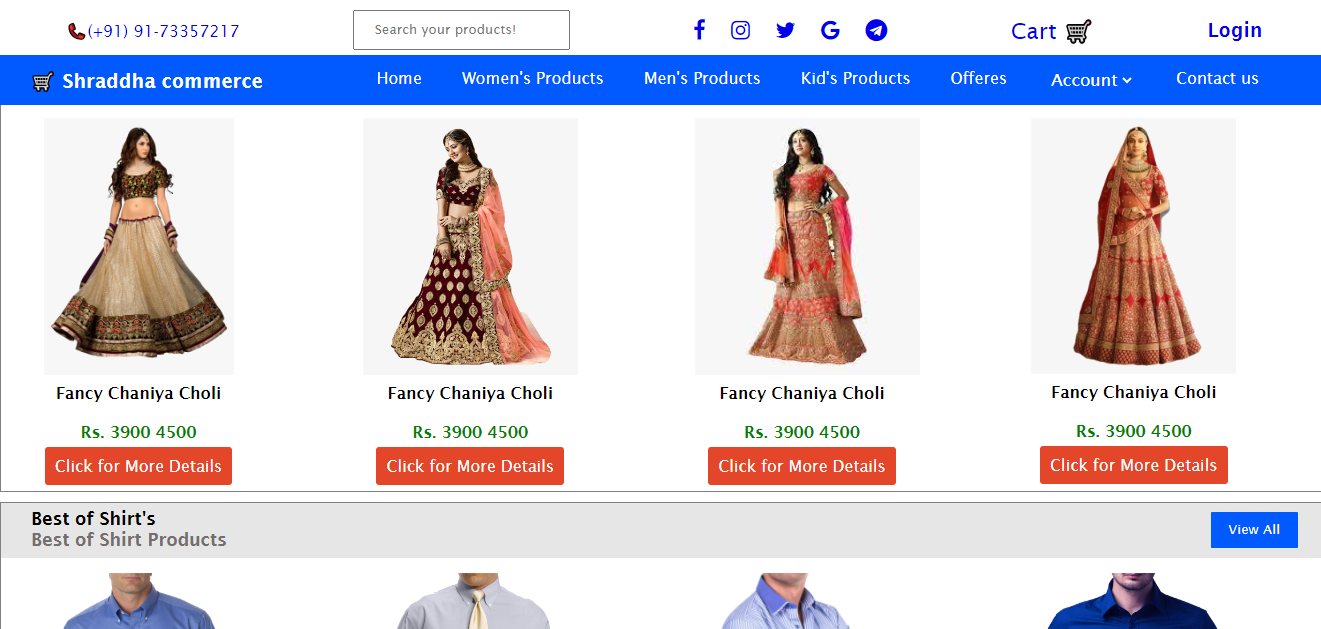 (+91) 91-73357217
Search your products!
Cart
Login
Shraddha commerce
Home
Women's Products
Men's Products
Kid's Products
Offeres
Account
Contact us
Fancy Chaniya Choli
Fancy Chaniya Choli
Fancy Chaniya Choli
Fancy Chaniya Choli
Rs. 3900 4500
Rs. 3900 4500
Rs. 3900 4500
Rs. 3900 4500
Click for More Details
Click for More Details
Click for More Details
Click for More Details
Best of Shirt's
Best of Shirt Products
View All